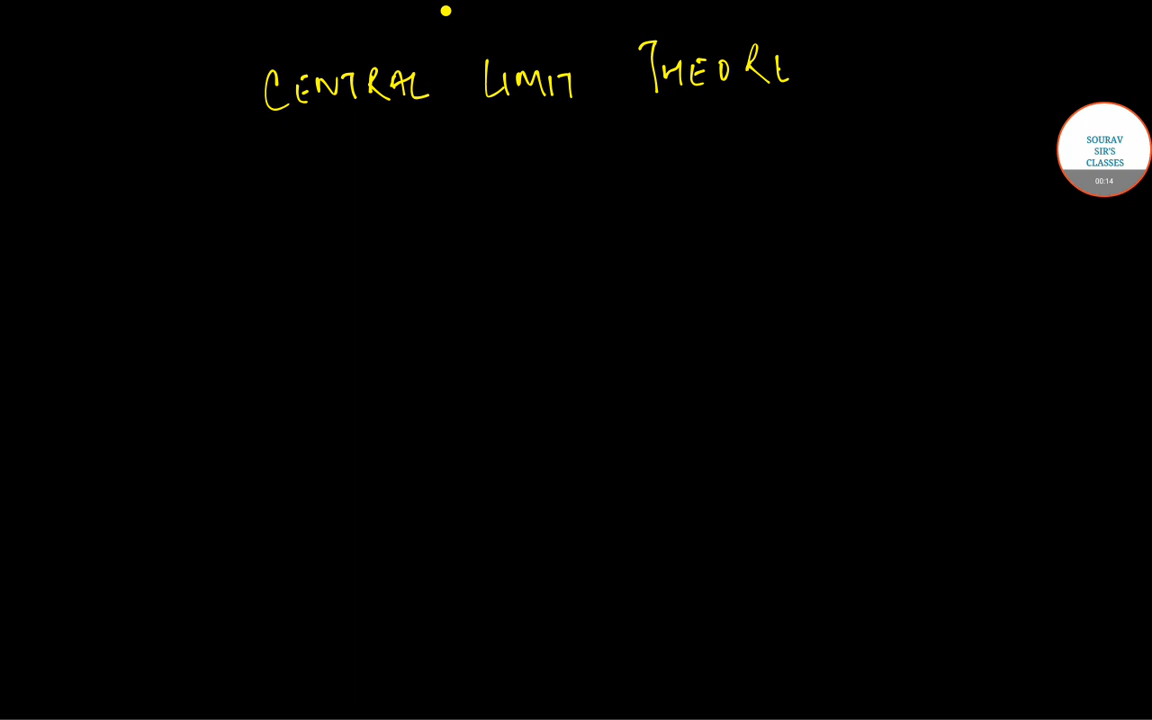 CENTRAL LIMIT THEORE
SOURAV
SIR'S
CLASSES
00:14